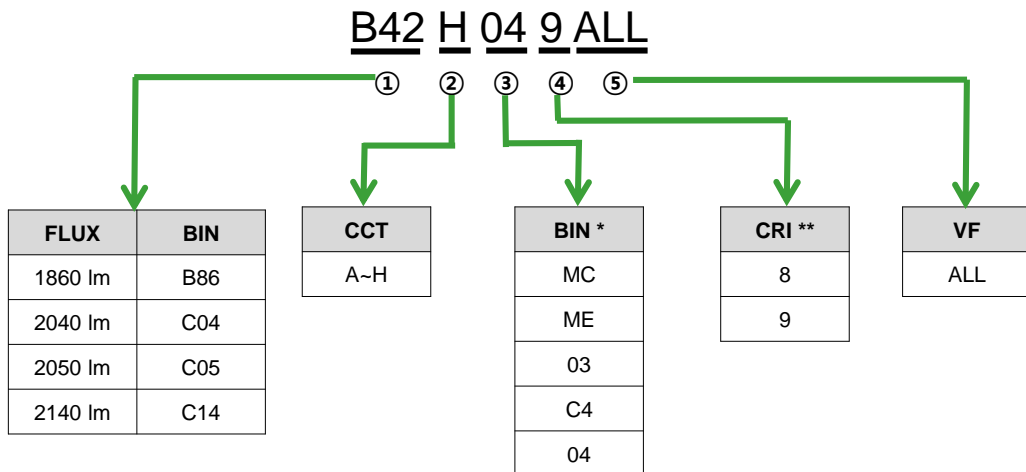 B42 H 04 9 ALL
① ② ③ ④ ⑤
FLUX BIN
1860 lm B86
2040 lm C04
2050 lm C05
2140 lm C14
CCT
A~H
BIN *
MC
ME
03
C4
04
CRI **
8
9
VF
ALL